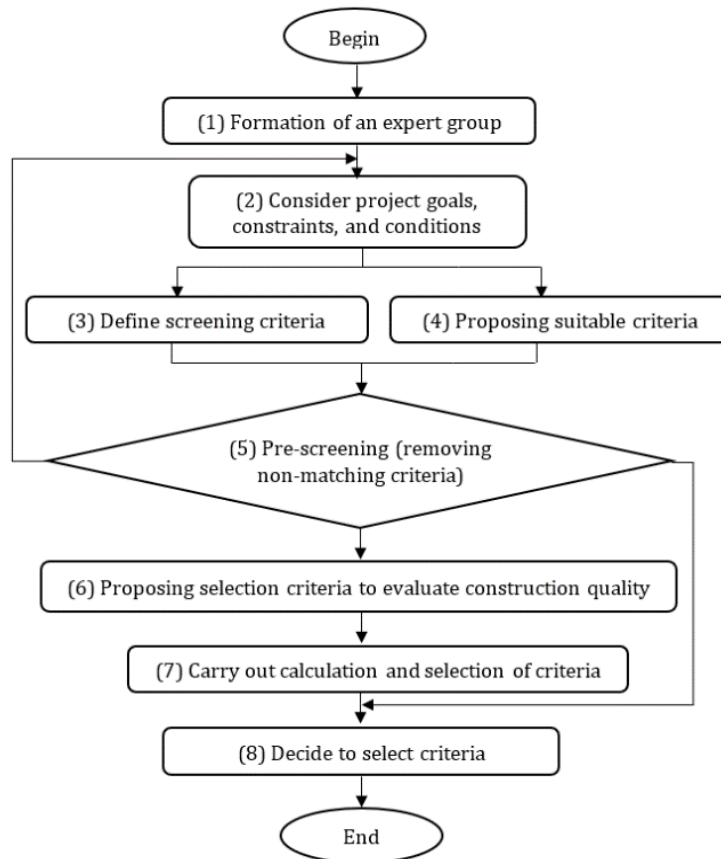 Begin
(1) Formation of an expert group
(2) Consider project goals,
constraints, and conditions
(3) Define screening criteria
(4) Proposing suitable criteria
(5) Pre-screening (removing
non-matching criteria)
(6) Proposing selection criteria to evaluate construction quality
(7) Carry out calculation and selection of criteria
(8) Decide to select criteria
End